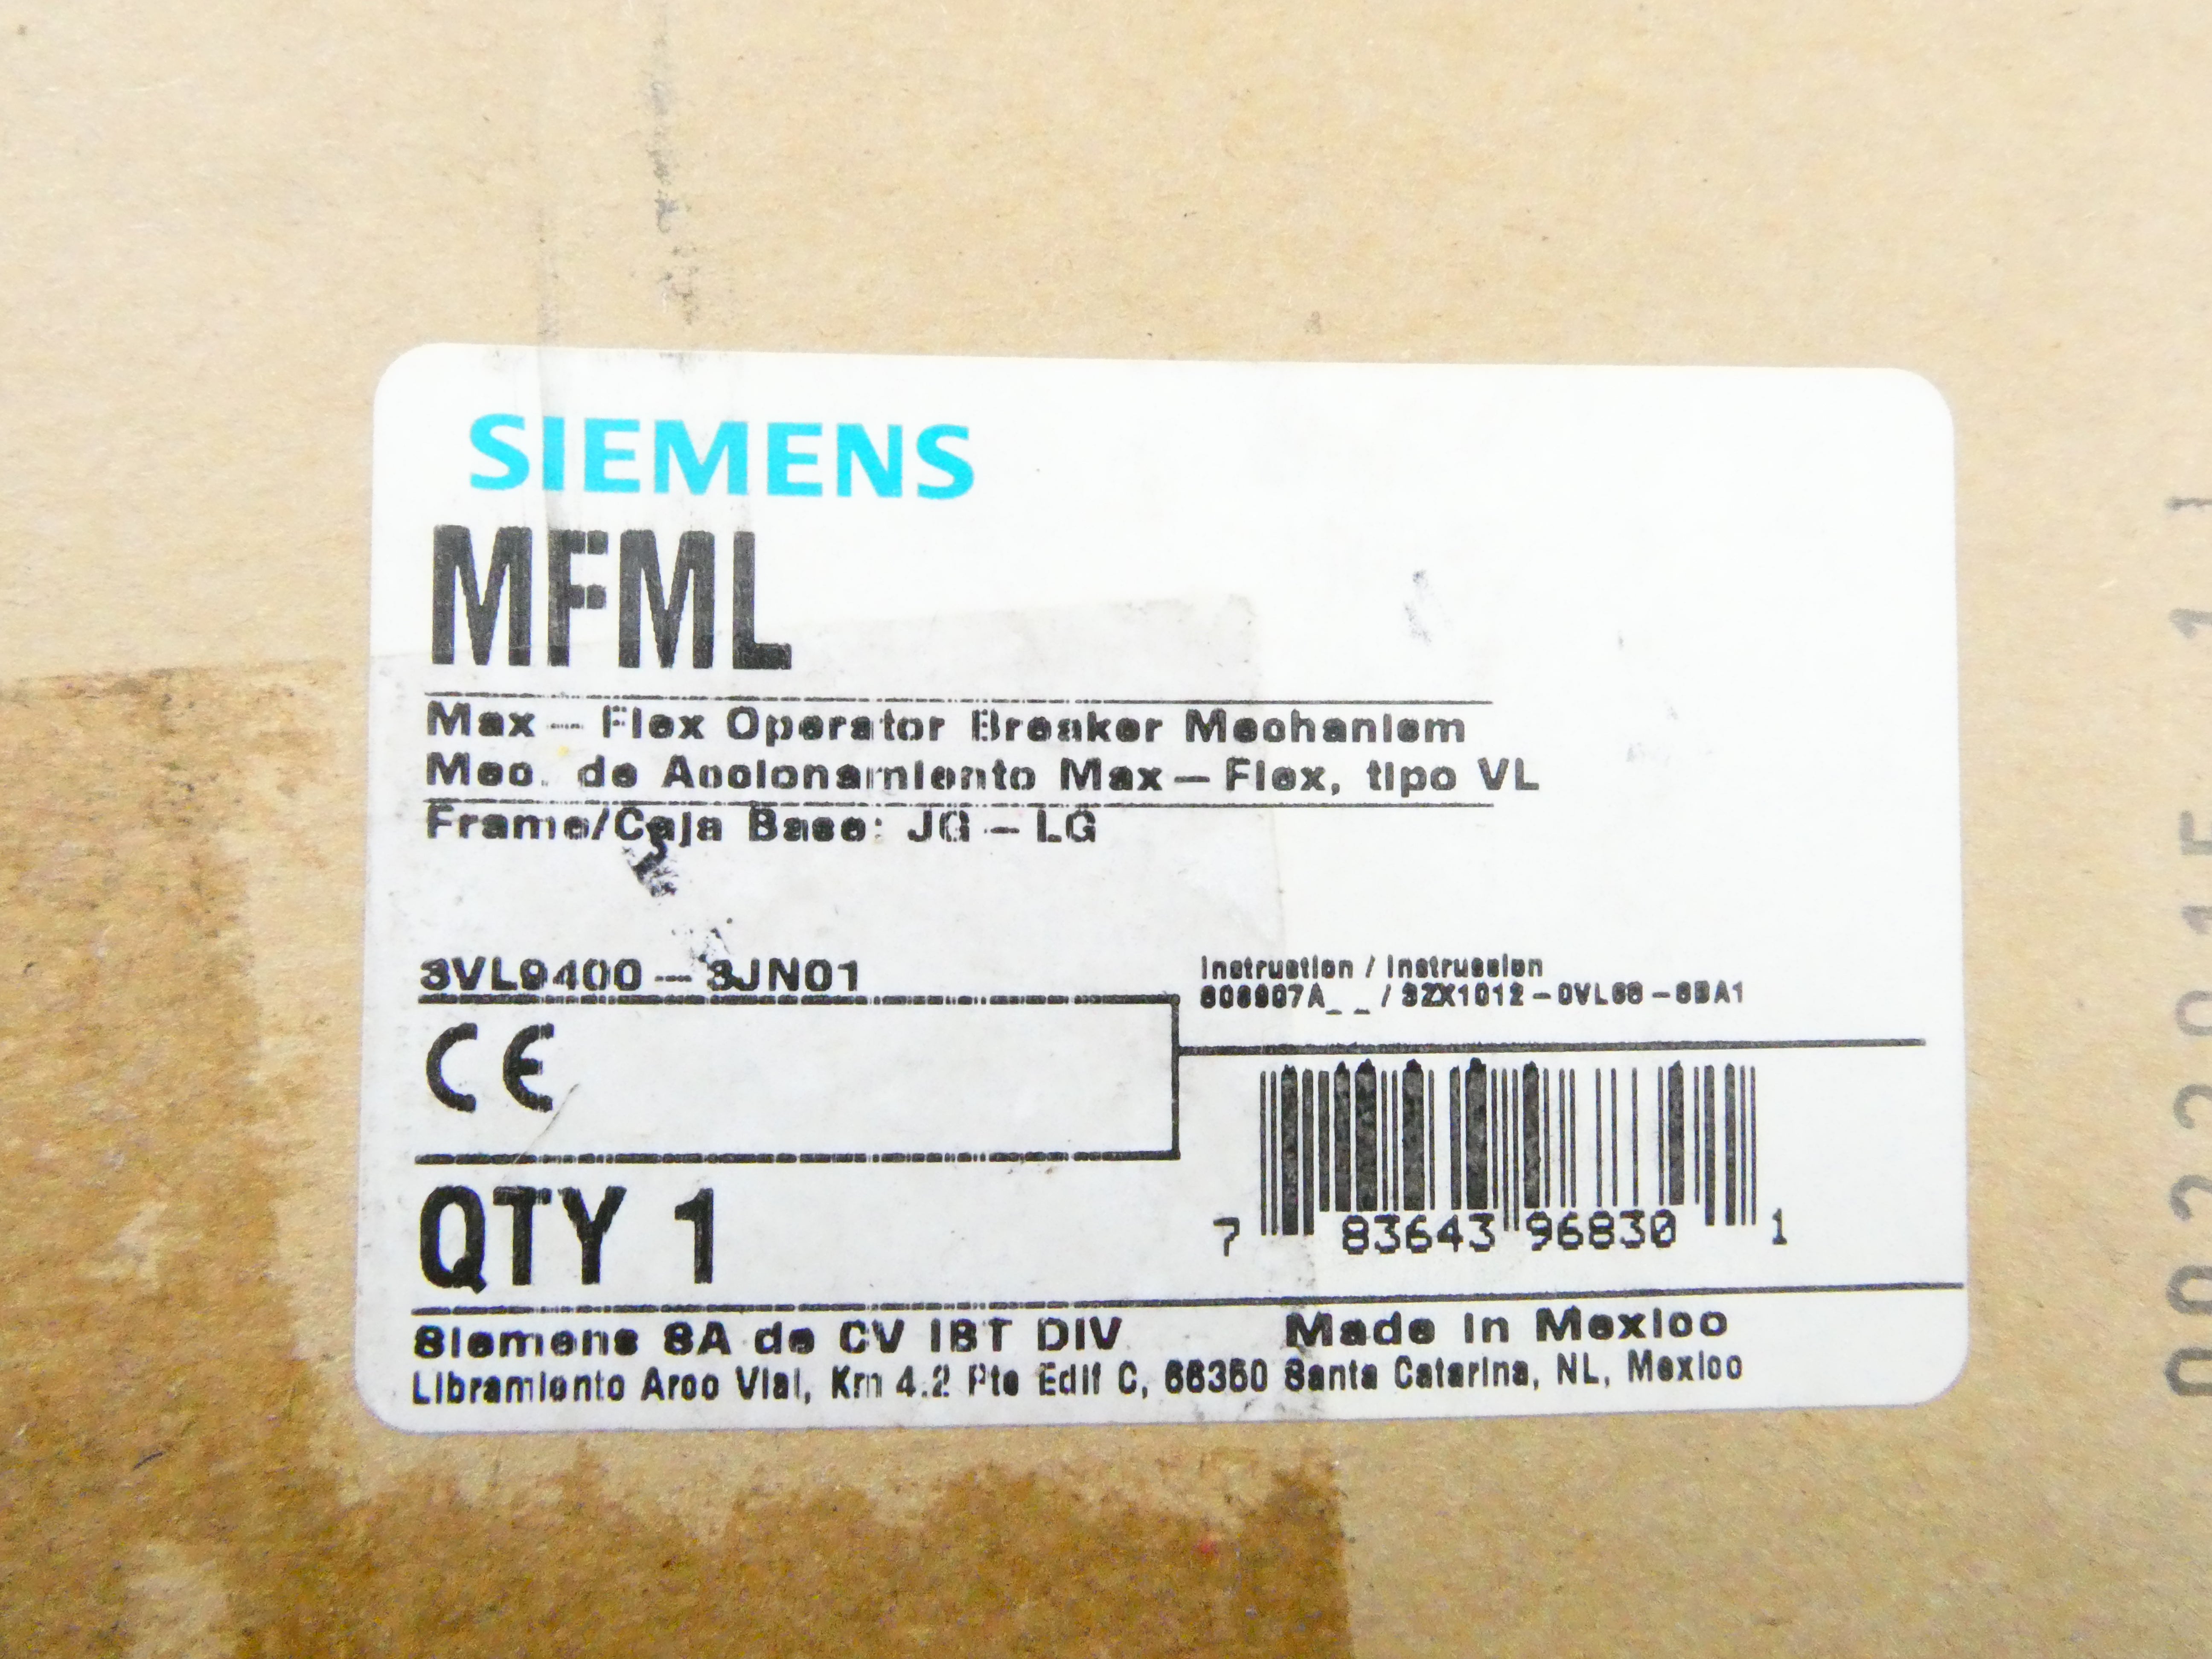 SIEMENS
MFML
Max - Flex Operator Breaker Mechanism
Mec. de Accionamiento Max - Flex, tipo VL
Frame/Caja Base: JG - LG
3VL9400 - 3JN01
Instruction / Instrussion
/ 3ZX1012 -
CE
QTY 1
7 83643 96830 1
Siemens SA de CV IBT DIV
Made in Mexico
Libramiento Arco Vial, Km 4.2 Pte Edif C, 66350 Santa Catarina, NL, Mexico